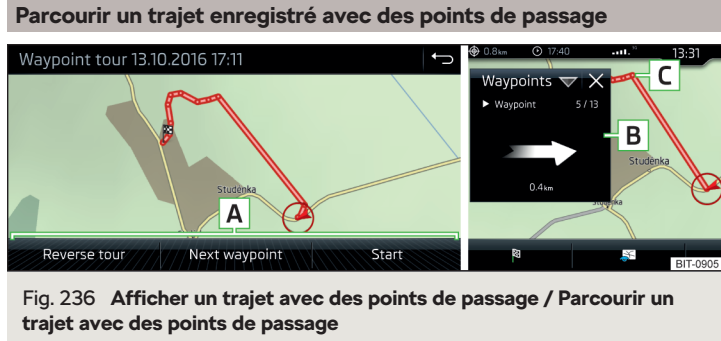 Parcourir un trajet enregistré avec des points de passage
Waypoint tour 13.10.2016 17:11
Studénka
A
Reverse tour
Next waypoint
Start
0.8km
17:40
13:31
Waypoints
C
Waypoint 5 / 13
B
0.4km
Studénka
BIT-0905
Fig. 236 Afficher un trajet avec des points de passage / Parcourir un
trajet avec des points de passage